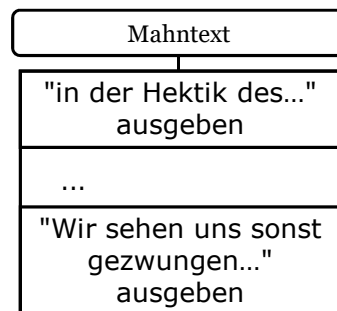 Mahntext
"in der Hektik des..."
ausgeben
...
"Wir sehen uns sonst
gezwungen..."
ausgeben